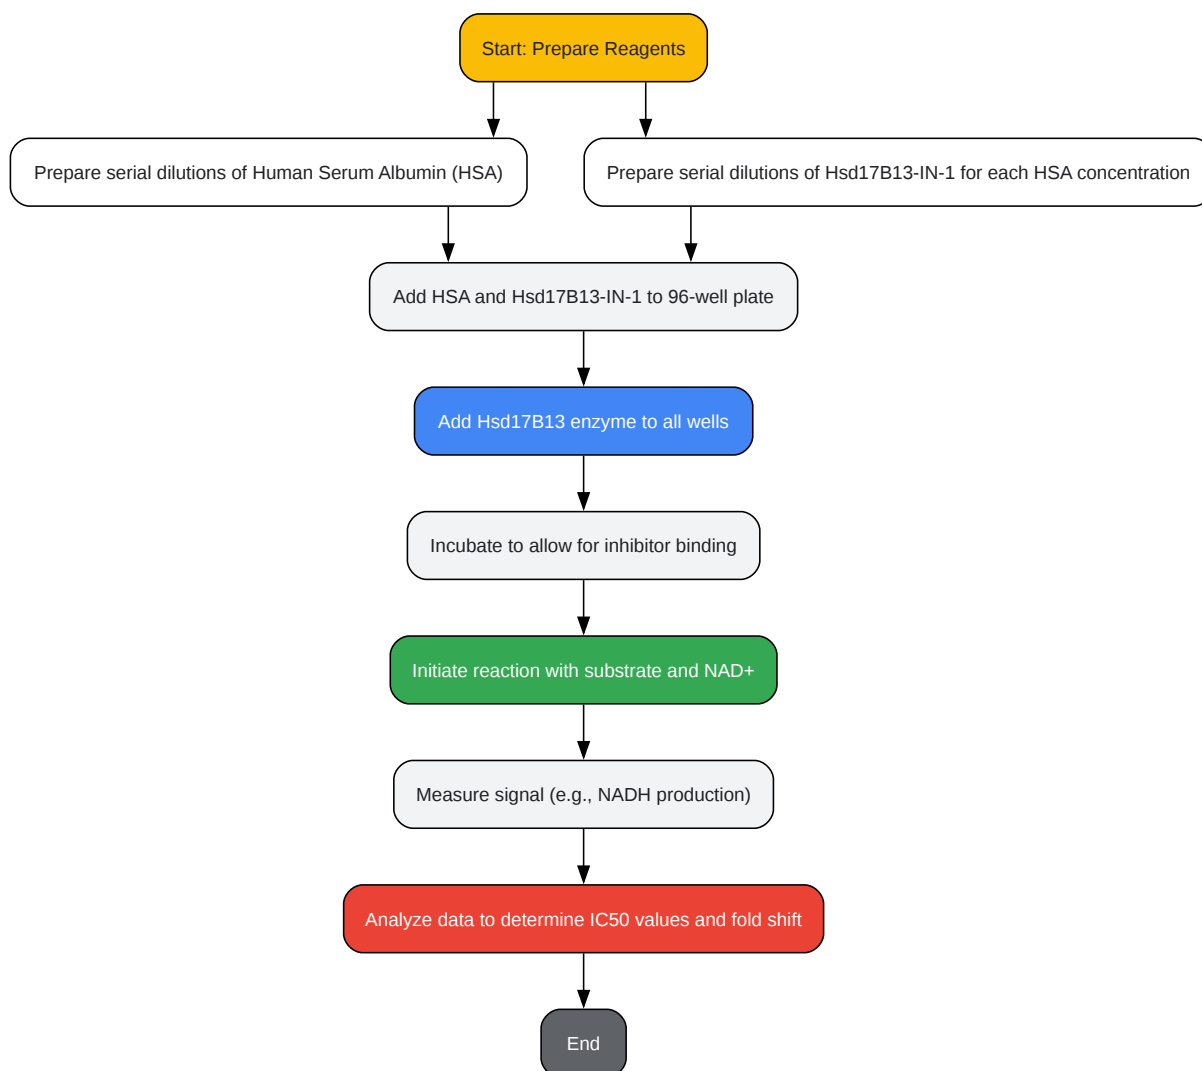 Start: Prepare Reagents
Prepare serial dilutions of Human Serum Albumin (HSA)
Prepare serial dilutions of Hsd17B13-IN-1 for each HSA concentration
Add HSA and Hsd17B13-IN-1 to 96-well plate
Add Hsd17B13 enzyme to all wells
Incubate to allow for inhibitor binding
Initiate reaction with substrate and NAD+
Measure signal (e.g., NADH production)
Analyze data to determine IC50 values and fold shift
End